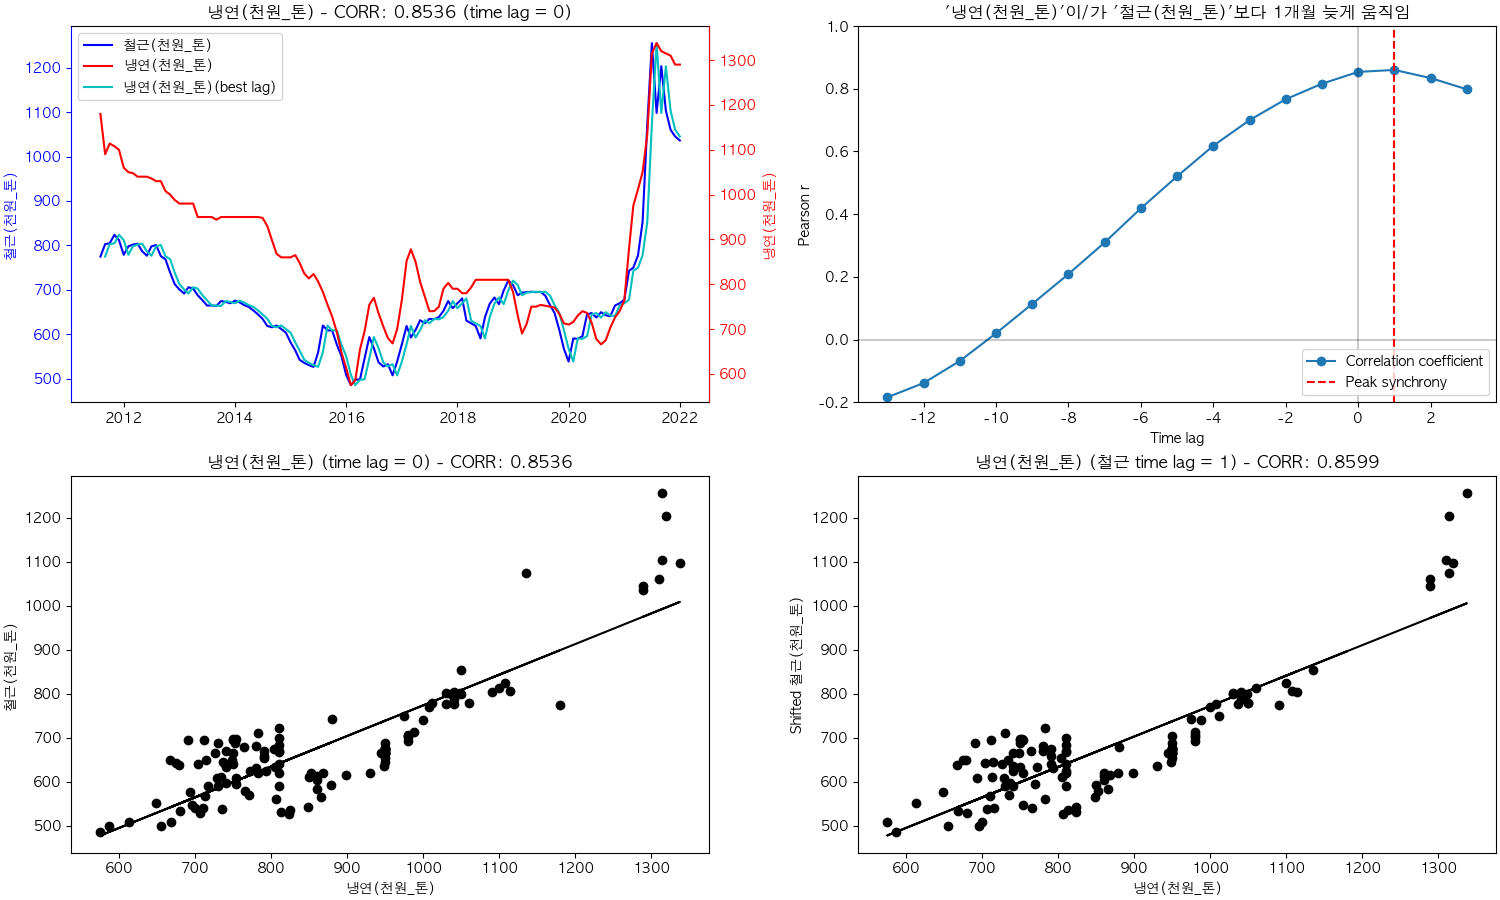 냉연(천원_톤) - CORR: 0.8536 (time lag = 0)
철근(천원_톤)
냉연(천원_톤)
냉연(천원_톤)(best lag)
철근(천원_톤)
1200
1100
1000
900
800
700
600
500
1300
1200
1100
1000
900
800
700
600
냉연(천원_톤)
2012 2014 2016 2018 2020 2022
'냉연(천원_톤)'이/가 '철근(천원_톤)'보다 1개월 늦게 움직임
Pearson r
1.0
0.8
0.6
0.4
0.2
0.0
-0.2
Correlation coefficient
Peak synchrony
-12 -10 -8 -6 -4 -2 0 2
Time lag
냉연(천원_톤) (time lag = 0) - CORR: 0.8536
철근(천원_톤)
1200
1100
1000
900
800
700
600
500
600 700 800 900 1000 1100 1200 1300
냉연(천원_톤)
냉연(천원_톤) (철근 time lag = 1) - CORR: 0.8599
Shifted 철근(천원_톤)
1200
1100
1000
900
800
700
600
500
600 700 800 900 1000 1100 1200 1300
냉연(천원_톤)